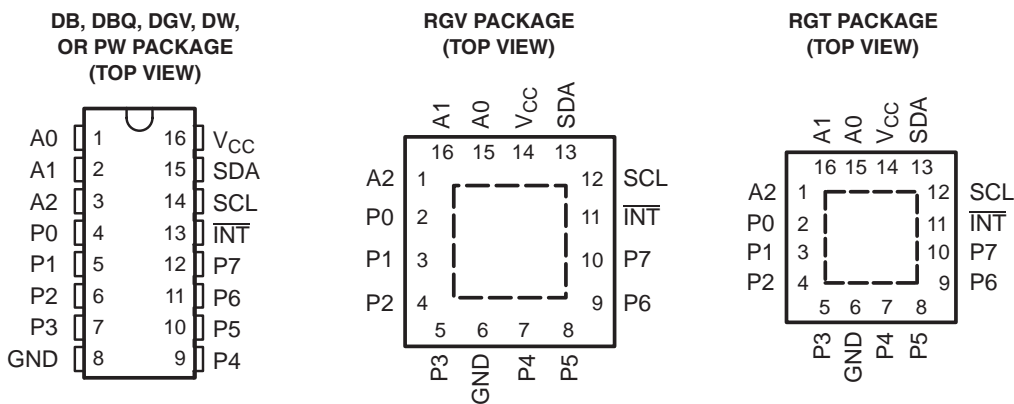 DB, DBQ, DGV, DW,
OR PW PACKAGE
(TOP VIEW)
A0 1 16 VCC
A1 2 15 SDA
A2 3 14 SCL
P0 4 13 INT
P1 5 12 P7
P2 6 11 P6
P3 7 10 P5
GND 8 9 P4
RGV PACKAGE
(TOP VIEW)
A1 A0 VCC SDA
16 15 14 13
A2 1 12 SCL
P0 2 11 INT
P1 3 10 P7
P2 4 9 P6
5 6 7 8
P3 GND P4 P5
RGT PACKAGE
(TOP VIEW)
A1 A0 VCC SDA
16 15 14 13
A2 1 12 SCL
P0 2 11 INT
P1 3 10 P7
P2 4 9 P6
5 6 7 8
P3 GND P4 P5